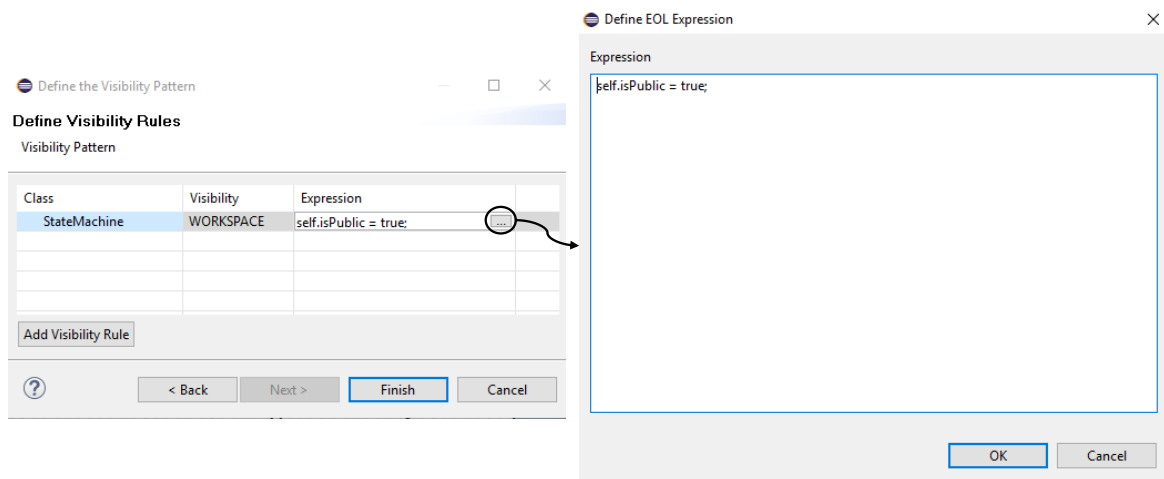 Define the Visibility Pattern
Define Visibility Rules
Visibility Pattern
Class Visibility Expression
StateMachine WORKSPACE self.isPublic = true; ...
Add Visibility Rule
? < Back Next > Finish Cancel
Define EOL Expression
Expression
self.isPublic = true;
OK Cancel